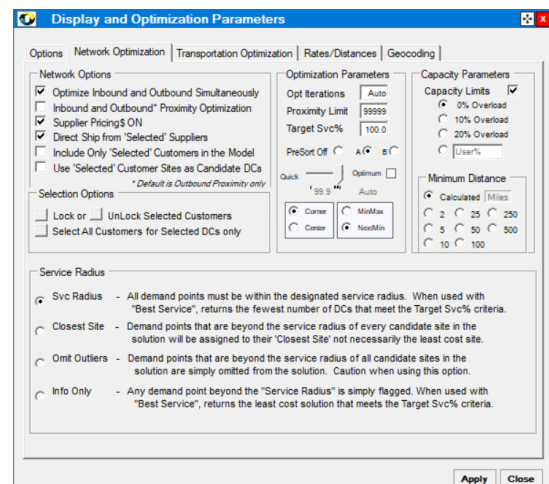 Display and Optimization Parameters
x
Options Network Optimization Transportation Optimization Rates/Distances Geocoding
Network Options
Optimize Inbound and Outbound Simultaneously
Inbound and Outbound* Proximity Optimization
Supplier Pricing$ ON
Direct Ship from 'Selected' Suppliers
Include Only 'Selected' Customers in the Model
Use 'Selected' Customer Sites as Candidate DCs
* Default is Outbound Proximity only
Selection Options
Lock or UnLock Selected Customers
Select All Customers for Selected DCs only
Optimization Parameters
Opt Iterations Auto
Proximity Limit 99999
Target Svc% 100.0
PreSort Off A B
Quick Optimum
'99.9 '" Auto
Corner MinMax
Center NextMin
Capacity Parameters
Capacity Limits
0% Overload
10% Overload
20% Overload
User%
Minimum Distance
Calculated Miles
2 25 250
5 50 500
10 100
Service Radius
Svc Radius - All demand points must be within the designated service radius. When used with
"Best Service", returns the fewest number of DCs that meet the Target Svc% criteria.
Closest Site - Demand points that are beyond the service radius of every candidate site in the
solution will be assigned to their 'Closest Site' not necessarily the least cost site.
Omit Outliers - Demand points that are beyond the service radius of all candidate sites in the
solution are simply omitted from the solution. Caution when using this option.
Info Only - Any demand point beyond the "Service Radius" is simply flagged. When used with
"Best Service", returns the least cost solution that meets the Target Svc% criteria.
Apply Close